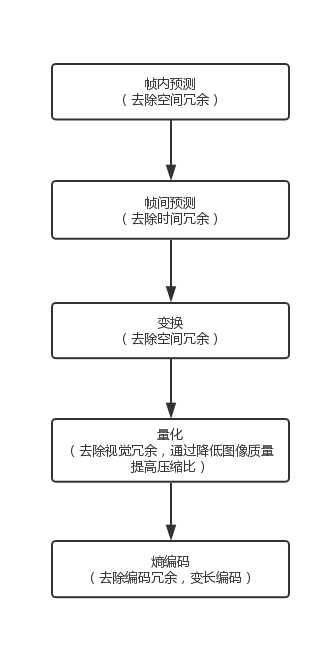 帧内预测
（去除空间冗余）
帧间预测
（去除时间冗余）
变换
（去除空间冗余）
量化
（去除视觉冗余，通过降低图像质量
提高压缩比）
熵编码
（去除编码冗余，变长编码）